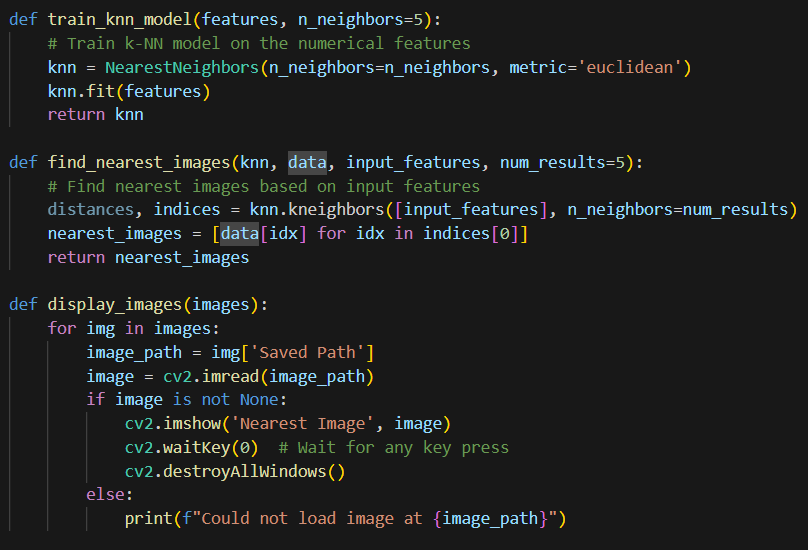 def train_knn_model(features, n_neighbors=5):
    # Train k-NN model on the numerical features
    knn = NearestNeighbors(n_neighbors=n_neighbors, metric='euclidean')
    knn.fit(features)
    return knn

def find_nearest_images(knn, data, input_features, num_results=5):
    # Find nearest images based on input features
    distances, indices = knn.kneighbors([input_features], n_neighbors=num_results)
    nearest_images = [data[idx] for idx in indices[0]]
    return nearest_images

def display_images(images):
    for img in images:
        image_path = img['Saved Path']
        image = cv2.imread(image_path)
        if image is not None:
            cv2.imshow('Nearest Image', image)
            cv2.waitKey(0)  # Wait for any key press
            cv2.destroyAllWindows()
        else:
            print(f"Could not load image at {image_path}")